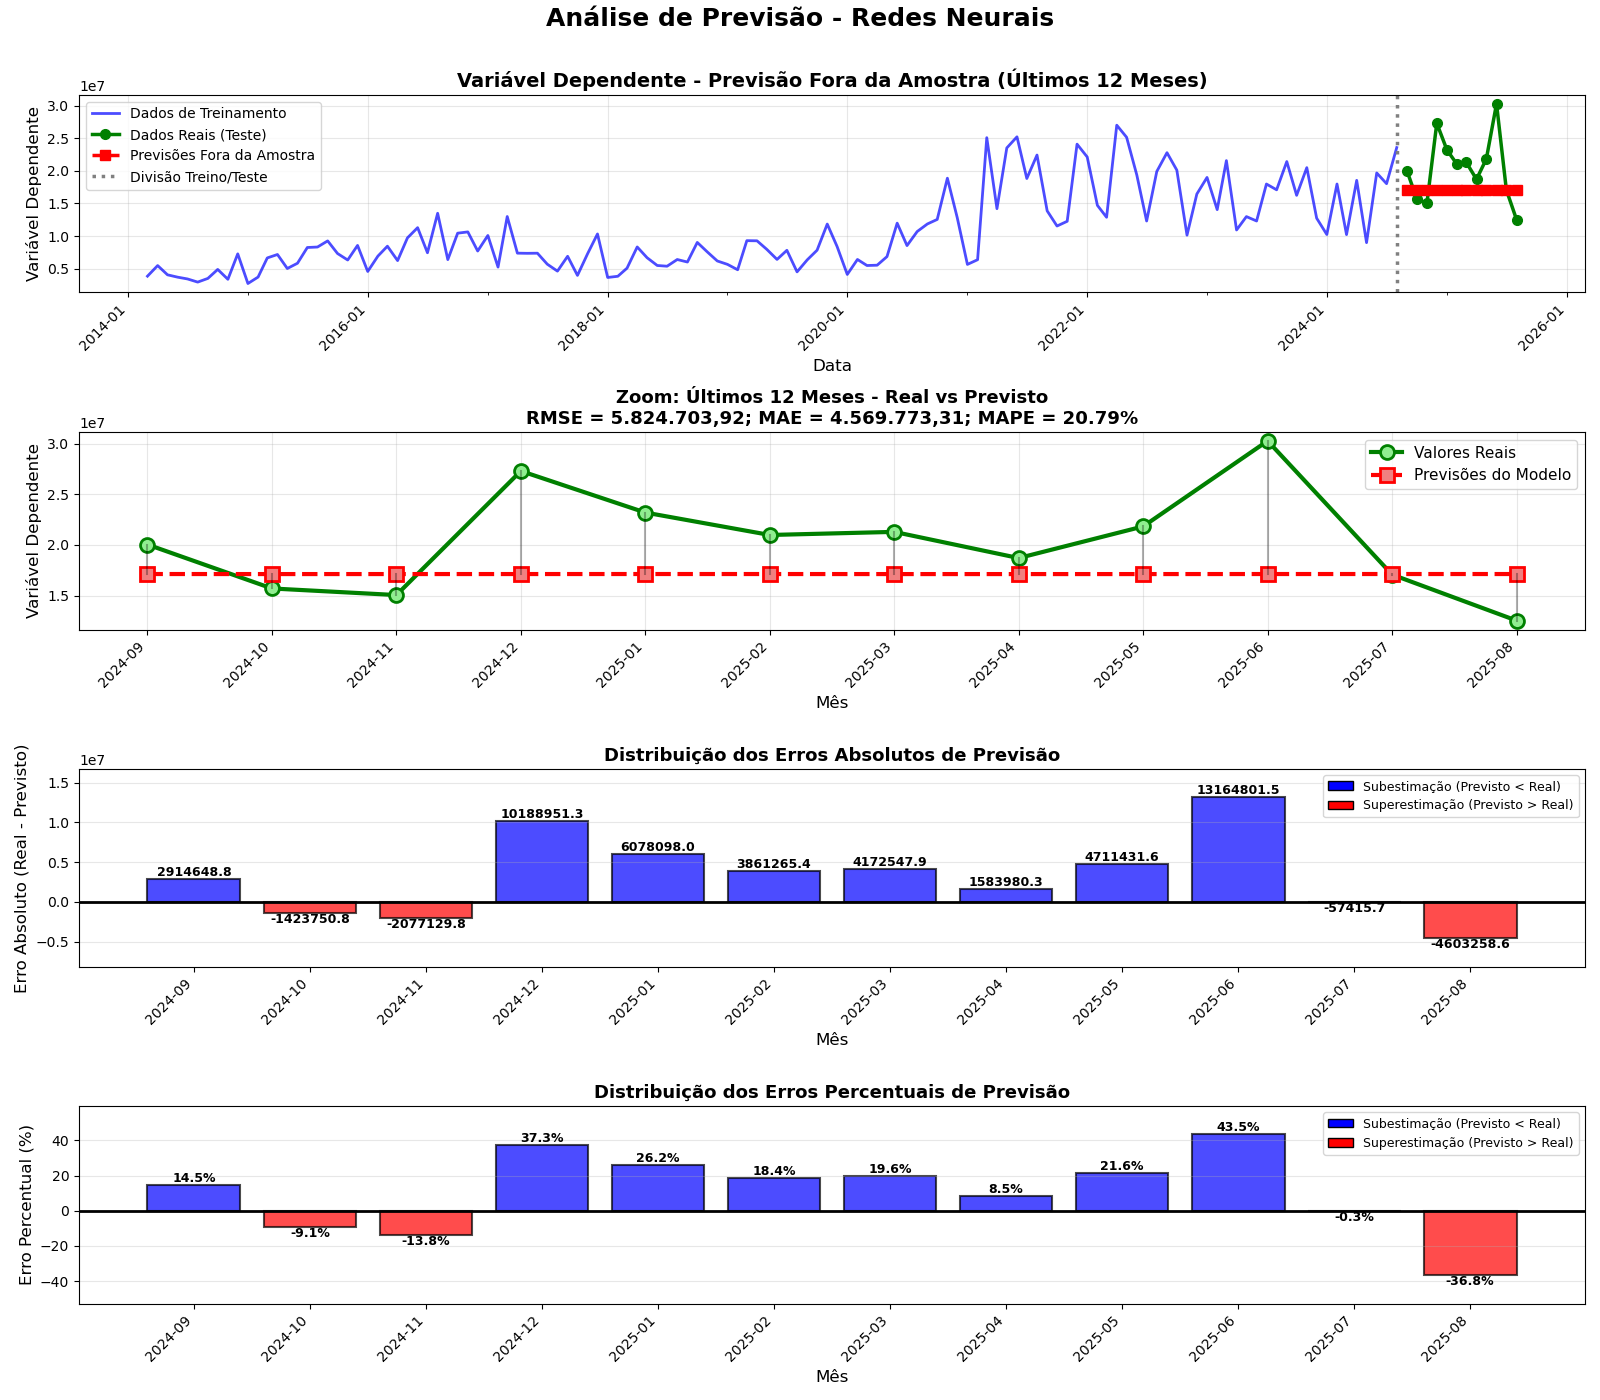 Análise de Previsão - Redes Neurais
Variável Dependente - Previsão Fora da Amostra (Últimos 12 Meses)
1e7
Variável Dependente
3.0
2.5
2.0
1.5
1.0
0.5
Dados de Treinamento
Dados Reais (Teste)
Previsões Fora da Amostra
Divisão Treino/Teste
2014-01 2016-01 2018-01 2020-01 2022-01 2024-01 2026-01
Data
Zoom: Últimos 12 Meses - Real vs Previsto
RMSE = 5.824.703,92; MAE = 4.569.773,31; MAPE = 20.79%
1e7
Variável Dependente
3.0
2.5
2.0
1.5
Valores Reais
Previsões do Modelo
2024-09 2024-10 2024-11 2024-12 2025-01 2025-02 2025-03 2025-04 2025-05 2025-06 2025-07 2025-08
Mês
Distribuição dos Erros Absolutos de Previsão
1e7
Erro Absoluto (Real - Previsto)
1.5
1.0
0.5
0.0
−0.5
Subestimação (Previsto < Real)
Superestimação (Previsto > Real)
2914648.8 -1423750.8 -2077129.8 10188951.3 6078098.0 3861265.4 4172547.9 1583980.3 4711431.6 13164801.5 -57415.7 -4603258.6
2024-09 2024-10 2024-11 2024-12 2025-01 2025-02 2025-03 2025-04 2025-05 2025-06 2025-07 2025-08
Mês
Distribuição dos Erros Percentuais de Previsão
Erro Percentual (%)
40
20
0
−20
−40
Subestimação (Previsto < Real)
Superestimação (Previsto > Real)
14.5% -9.1% -13.8% 37.3% 26.2% 18.4% 19.6% 8.5% 21.6% 43.5% -0.3% -36.8%
2024-09 2024-10 2024-11 2024-12 2025-01 2025-02 2025-03 2025-04 2025-05 2025-06 2025-07 2025-08
Mês